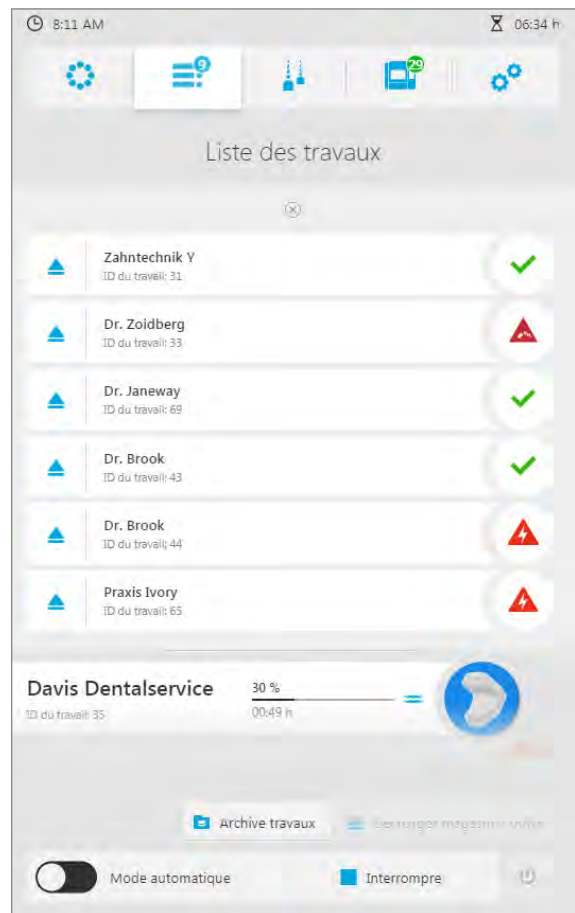 8:11 AM
06:34 h
9
29
Liste des travaux
Zahntechnik Y
ID du travail: 31
Dr. Zoidberg
ID du travail: 33
Dr. Janeway
ID du travail: 69
Dr. Brook
ID du travail: 43
Dr. Brook
ID du travail: 44
Praxis Ivory
ID du travail: 65
Davis Dentalservice
30 %
ID du travail: 35
00:49 h
Archive travaux
Mode automatique
Interrompre